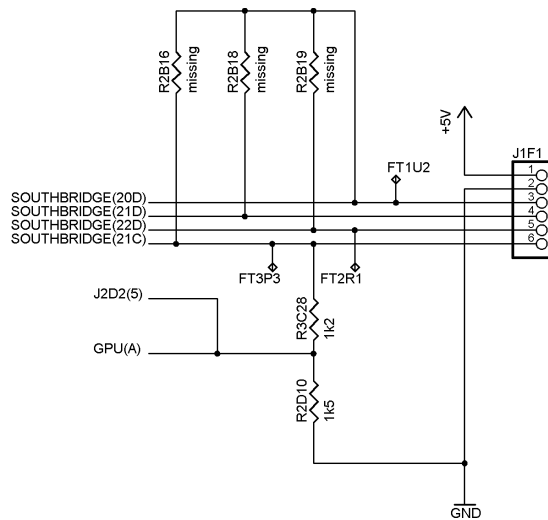 R2B16
missing
R2B18
missing
R2B19
missing
+5V
J1F1
FT1U2
1
2
3
4
5
6
SOUTHBRIDGE(20D)
SOUTHBRIDGE(21D)
SOUTHBRIDGE(22D)
SOUTHBRIDGE(21C)
FT3P3
FT2R1
J2D2(5)
R3C28
1k2
GPU(A)
R2D10
1k5
GND